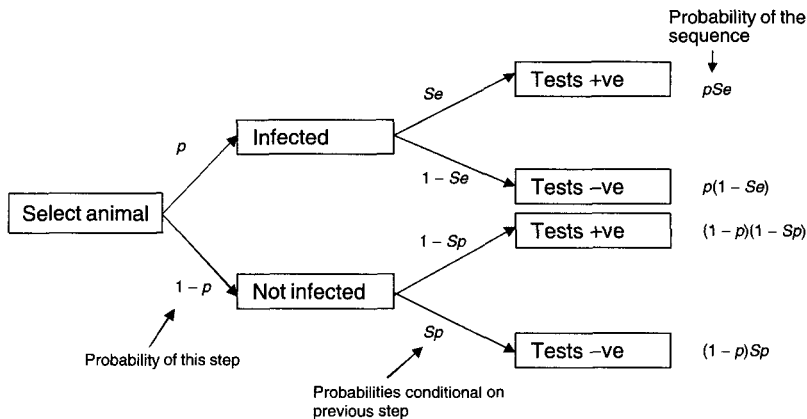 Probability of the
sequence
Tests +ve
pSe
Se
Infected
p
1 – Se
Tests –ve
p(1 – Se)
Select animal
1 – Sp
Tests +ve
(1 – p)(1 – Sp)
Not infected
1 – p
Sp
Tests –ve
(1 – p)Sp
Probability of this step
Probabilities conditional on
previous step